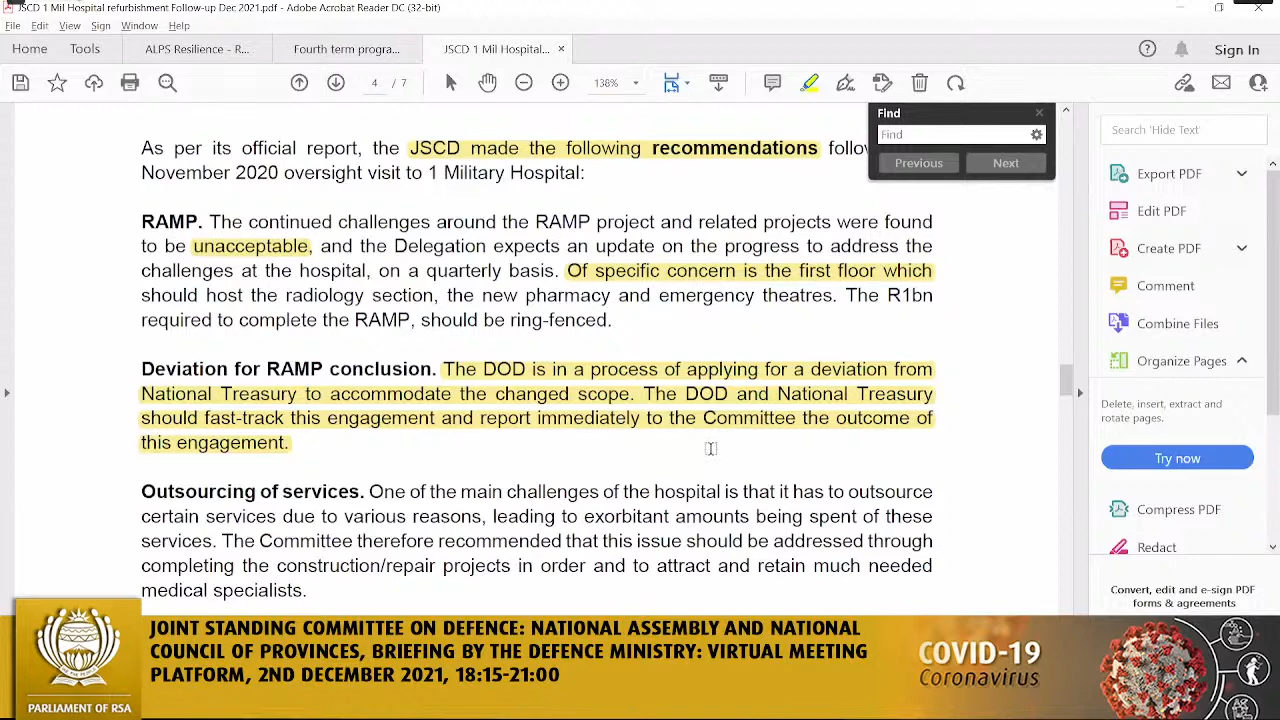 JSCD 1 Mil Hospital refurbishment Follow-up Dec 2021.pdf - Adobe Acrobat Reader DC (32-bit)
File Edit View Sign Window Help
Home Tools ALPS Resilience - R... Fourth term progra... JSCD 1 Mil Hospital... × Sign In
4 / 7 138%
Find
Find
Previous Next
As per its official report, the JSCD made the following recommendations
November 2020 oversight visit to 1 Military Hospital:
RAMP. The continued challenges around the RAMP project and related projects were found
to be unacceptable, and the Delegation expects an update on the progress to address the
challenges at the hospital, on a quarterly basis. Of specific concern is the first floor which
should host the radiology section, the new pharmacy and emergency theatres. The R1bn
required to complete the RAMP, should be ring-fenced.
Deviation for RAMP conclusion. The DOD is in a process of applying for a deviation from
National Treasury to accommodate the changed scope. The DOD and National Treasury
should fast-track this engagement and report immediately to the Committee the outcome of
this engagement.
Outsourcing of services. One of the main challenges of the hospital is that it has to outsource
certain services due to various reasons, leading to exorbitant amounts being spent of these
services. The Committee therefore recommended that this issue should be addressed through
completing the construction/repair projects in order and to attract and retain much needed
medical specialists.
Search 'Hide Text'
Export PDF
Edit PDF
Create PDF
Comment
Combine Files
Organize Pages
Delete, insert, extract and
rotate pages.
Try now
Compress PDF
Redact
Convert, edit and e-sign PDF
forms & agreements
PARLIAMENT OF RSA
JOINT STANDING COMMITTEE ON DEFENCE: NATIONAL ASSEMBLY AND NATIONAL
COUNCIL OF PROVINCES, BRIEFING BY THE DEFENCE MINISTRY: VIRTUAL MEETING
PLATFORM, 2ND DECEMBER 2021, 18:15-21:00
COVID-19
Coronavirus